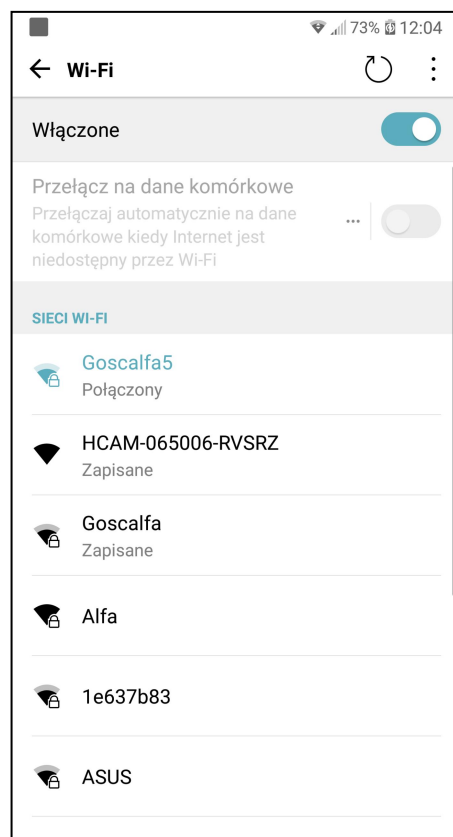 73% 12:04
Wi-Fi
Włączone
Przełącz na dane komórkowe
Przełączaj automatycznie na dane
komórkowe kiedy Internet jest
niedostępny przez Wi-Fi
SIECI WI-FI
Goscalfa5
Połączony
HCAM-065006-RVSRZ
Zapisane
Goscalfa
Zapisane
Alfa
1e637b83
ASUS